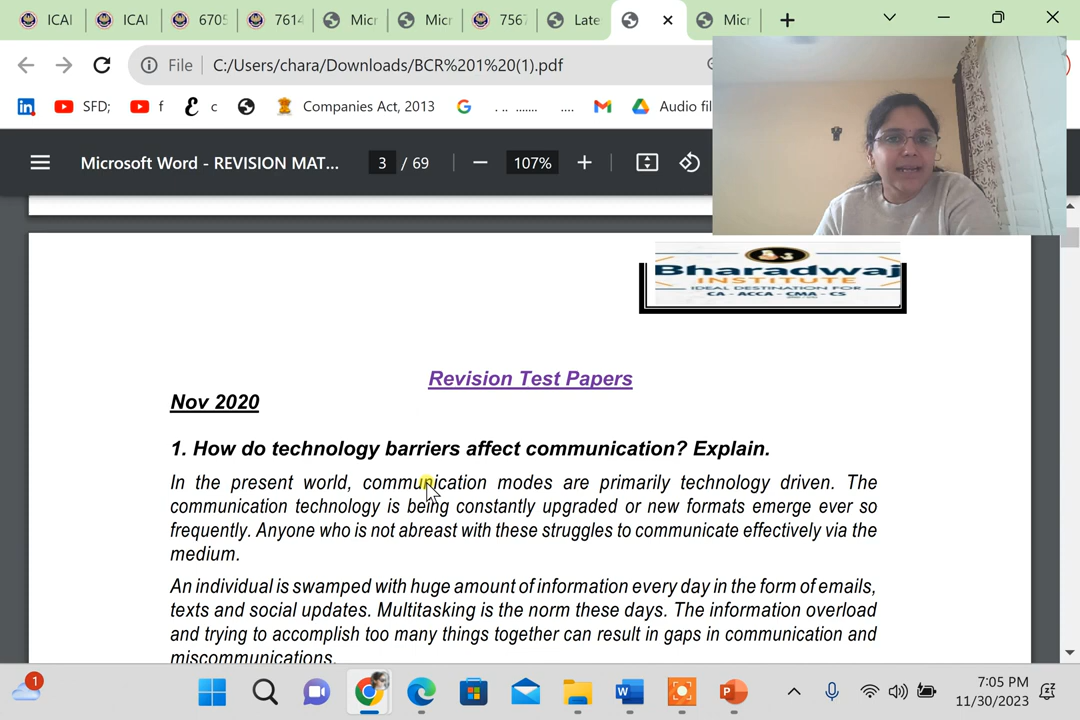 ICAI
ICAI
6705
7614
Micr
Micr
7567
Late
Micr
File
C:/Users/chara/Downloads/BCR%201%20(1).pdf
SFD;
f
c
Companies Act, 2013
. .. ....... ....
Audio fil
Microsoft Word - REVISION MAT...
3 / 69
107%
Bharadwaj
INSTITUTE
IDEAL DESTINATION FOR
CA - ACCA - CMA - CS
Revision Test Papers
Nov 2020
1. How do technology barriers affect communication? Explain.
In the present world, communication modes are primarily technology driven. The
communication technology is being constantly upgraded or new formats emerge ever so
frequently. Anyone who is not abreast with these struggles to communicate effectively via the
medium.
An individual is swamped with huge amount of information every day in the form of emails,
texts and social updates. Multitasking is the norm these days. The information overload
and trying to accomplish too many things together can result in gaps in communication and
miscommunications.
1
7:05 PM
11/30/2023